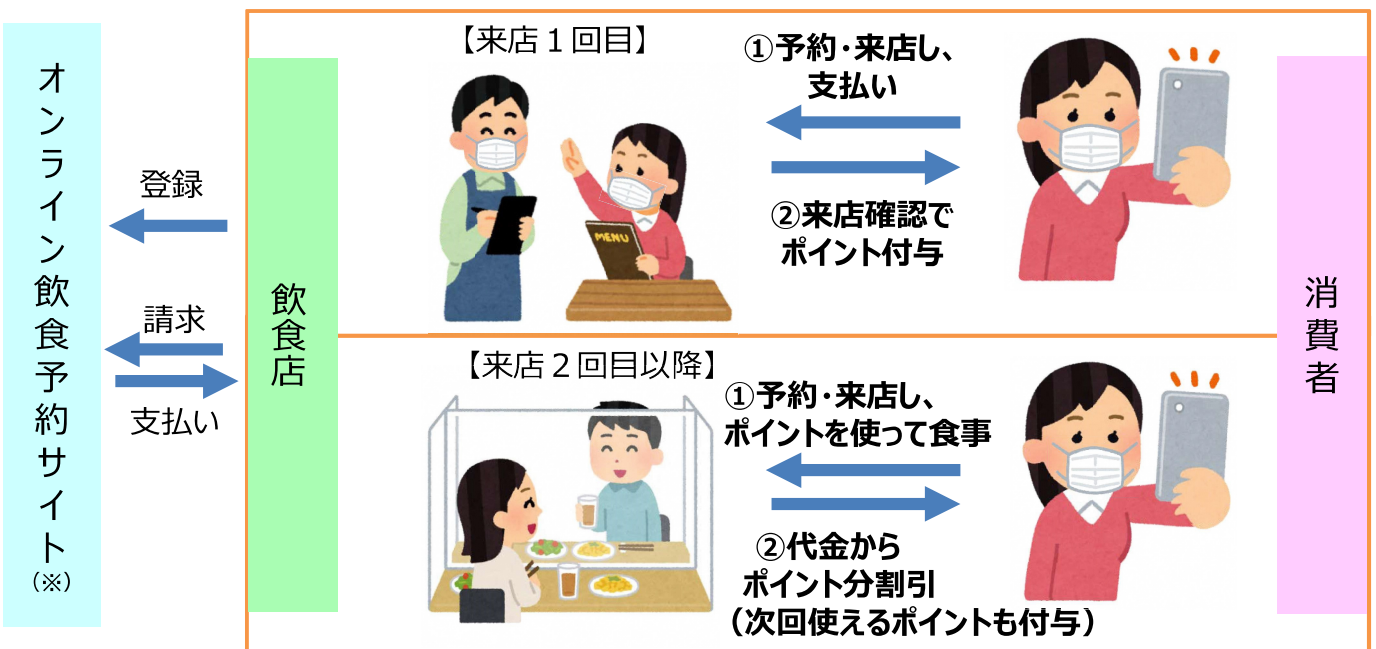 オンライン飲食予約サイト
(※)
登録
請求
支払い
飲食店
【来店１回目】
①予約・来店し、
支払い
②来店確認で
ポイント付与
MENU
【来店２回目以降】
①予約・来店し、
ポイントを使って食事
②代金から
ポイント分割引
（次回使えるポイントも付与）
消費者